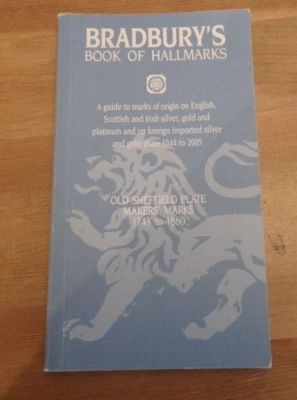 BRADBURY'S
BOOK OF HALLMARKS
A guide to marks of origin on English,
Scottish and Irish silver, gold and
platinum and on foreign imported silver
and gold plate 1544 to 2005
OLD SHEFFIELD PLATE
MAKERS' MARKS
1743 to 1860